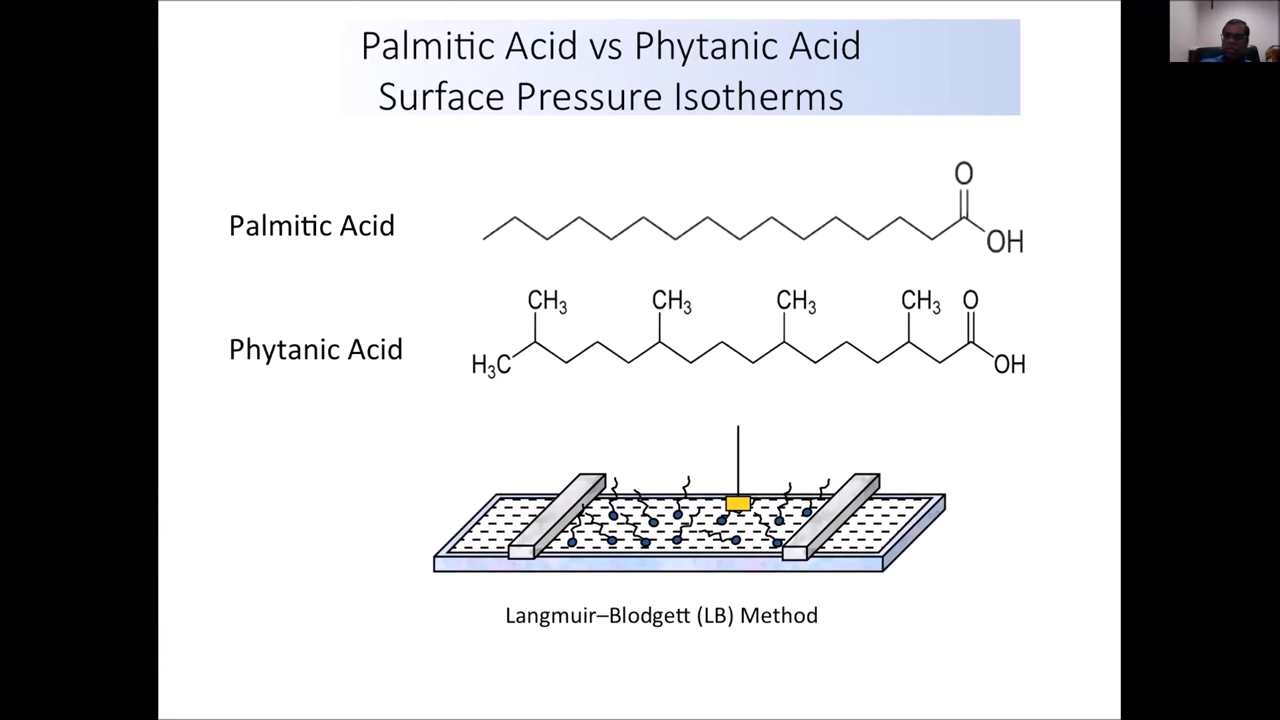 Palmitic Acid vs Phytanic Acid
Surface Pressure Isotherms
O
Palmitic Acid
OH
CH₃ CH₃ CH₃ CH₃ O
Phytanic Acid
H₃C OH
Langmuir–Blodgett (LB) Method